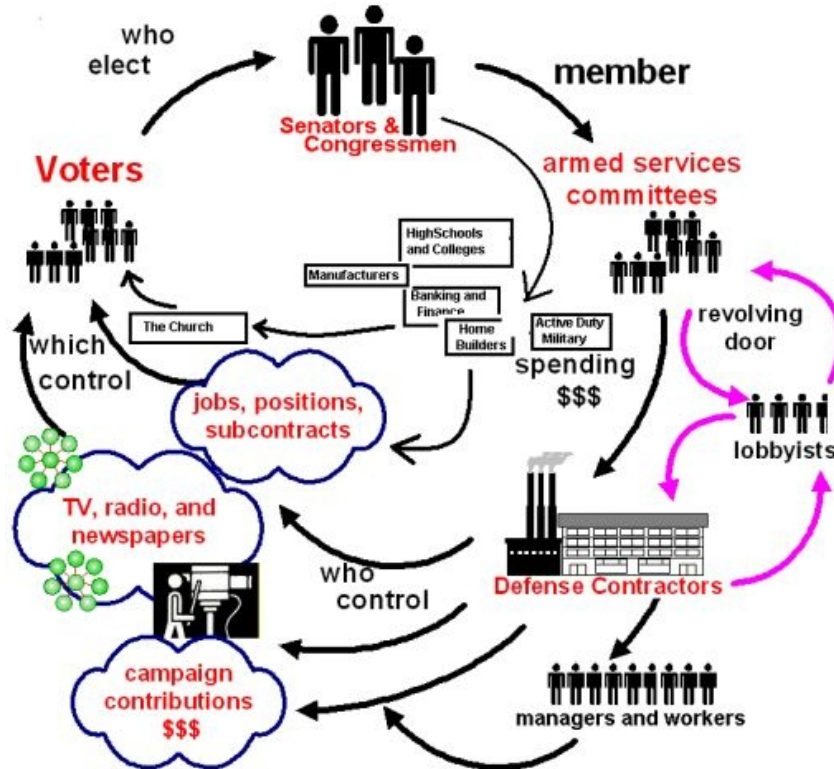 who
elect
Senators &
Congressmen
member
Voters
armed services
committees
HighSchools
and Colleges
Manufacturers
Banking and
Finance
Home
Builders
Active Duty
Military
The Church
spending
$$$
revolving
door
lobbyists
which
control
jobs, positions,
subcontracts
TV, radio, and
newspapers
who
control
Defense Contractors
campaign
contributions
$$$
managers and workers